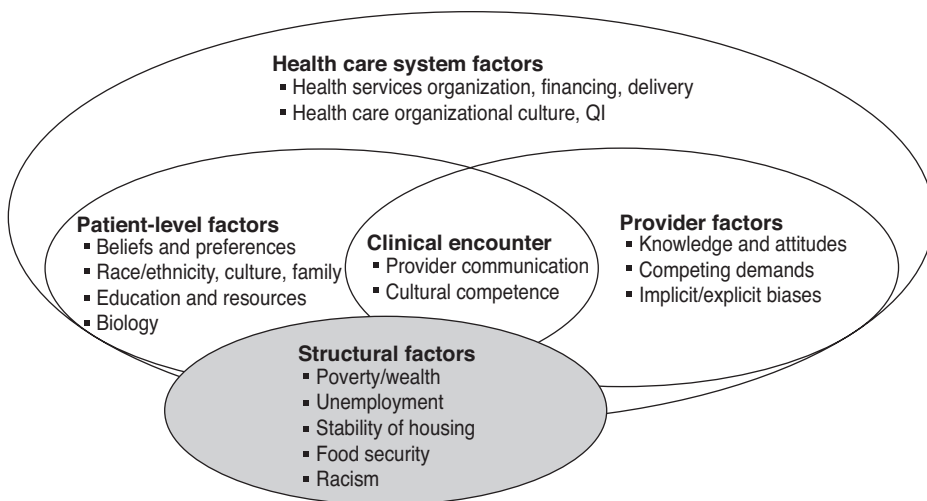 Health care system factors
▪ Health services organization, financing, delivery
▪ Health care organizational culture, QI
Patient-level factors
▪ Beliefs and preferences
▪ Race/ethnicity, culture, family
▪ Education and resources
▪ Biology
Clinical encounter
▪ Provider communication
▪ Cultural competence
Provider factors
▪ Knowledge and attitudes
▪ Competing demands
▪ Implicit/explicit biases
Structural factors
▪ Poverty/wealth
▪ Unemployment
▪ Stability of housing
▪ Food security
▪ Racism